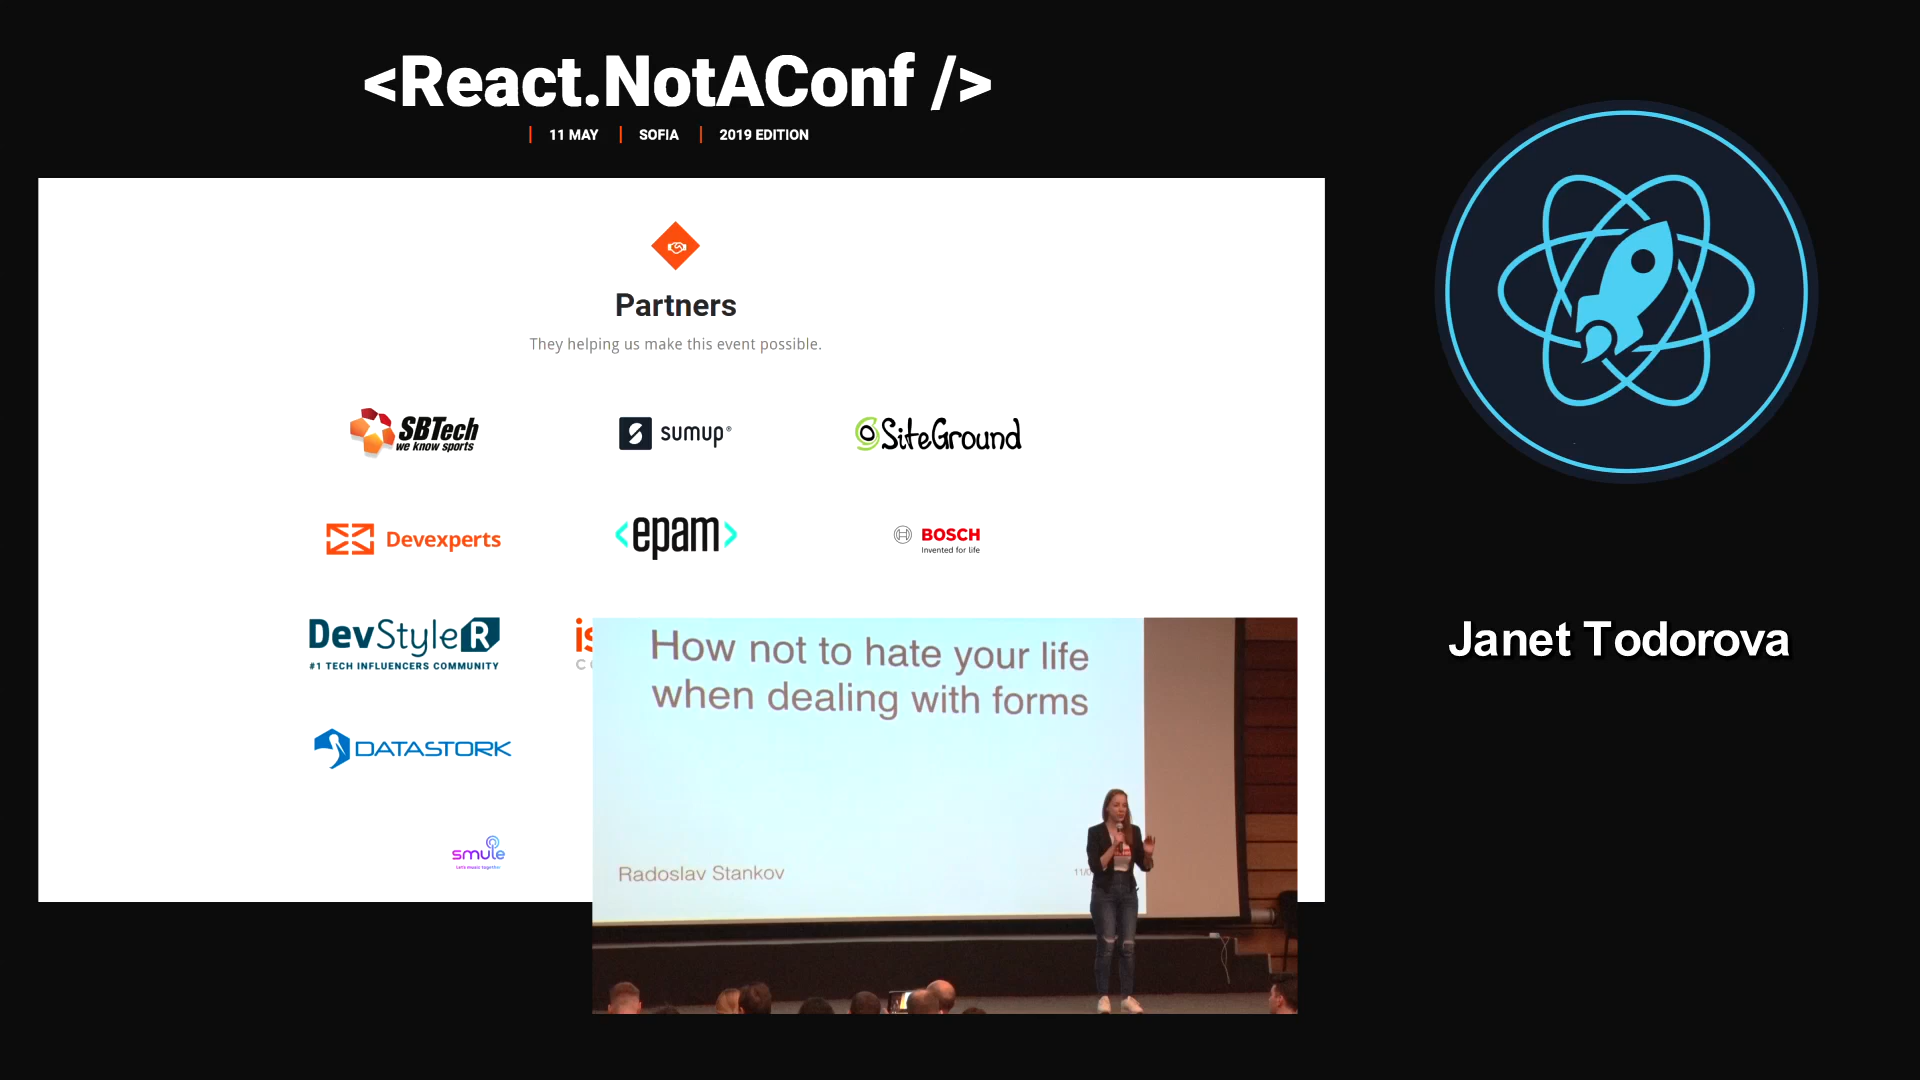 <React.NotAConf />
| 11 MAY | SOFIA | 2019 EDITION
Partners
They helping us make this event possible.
SBTech
we know sports
sumup®
SiteGround
Devexperts
<epam>
BOSCH
Invented for life
DevStyleR
#1 TECH INFLUENCERS COMMUNITY
DATASTORK
smule
Let's music together
How not to hate your life
when dealing with forms
Radoslav Stankov
Janet Todorova